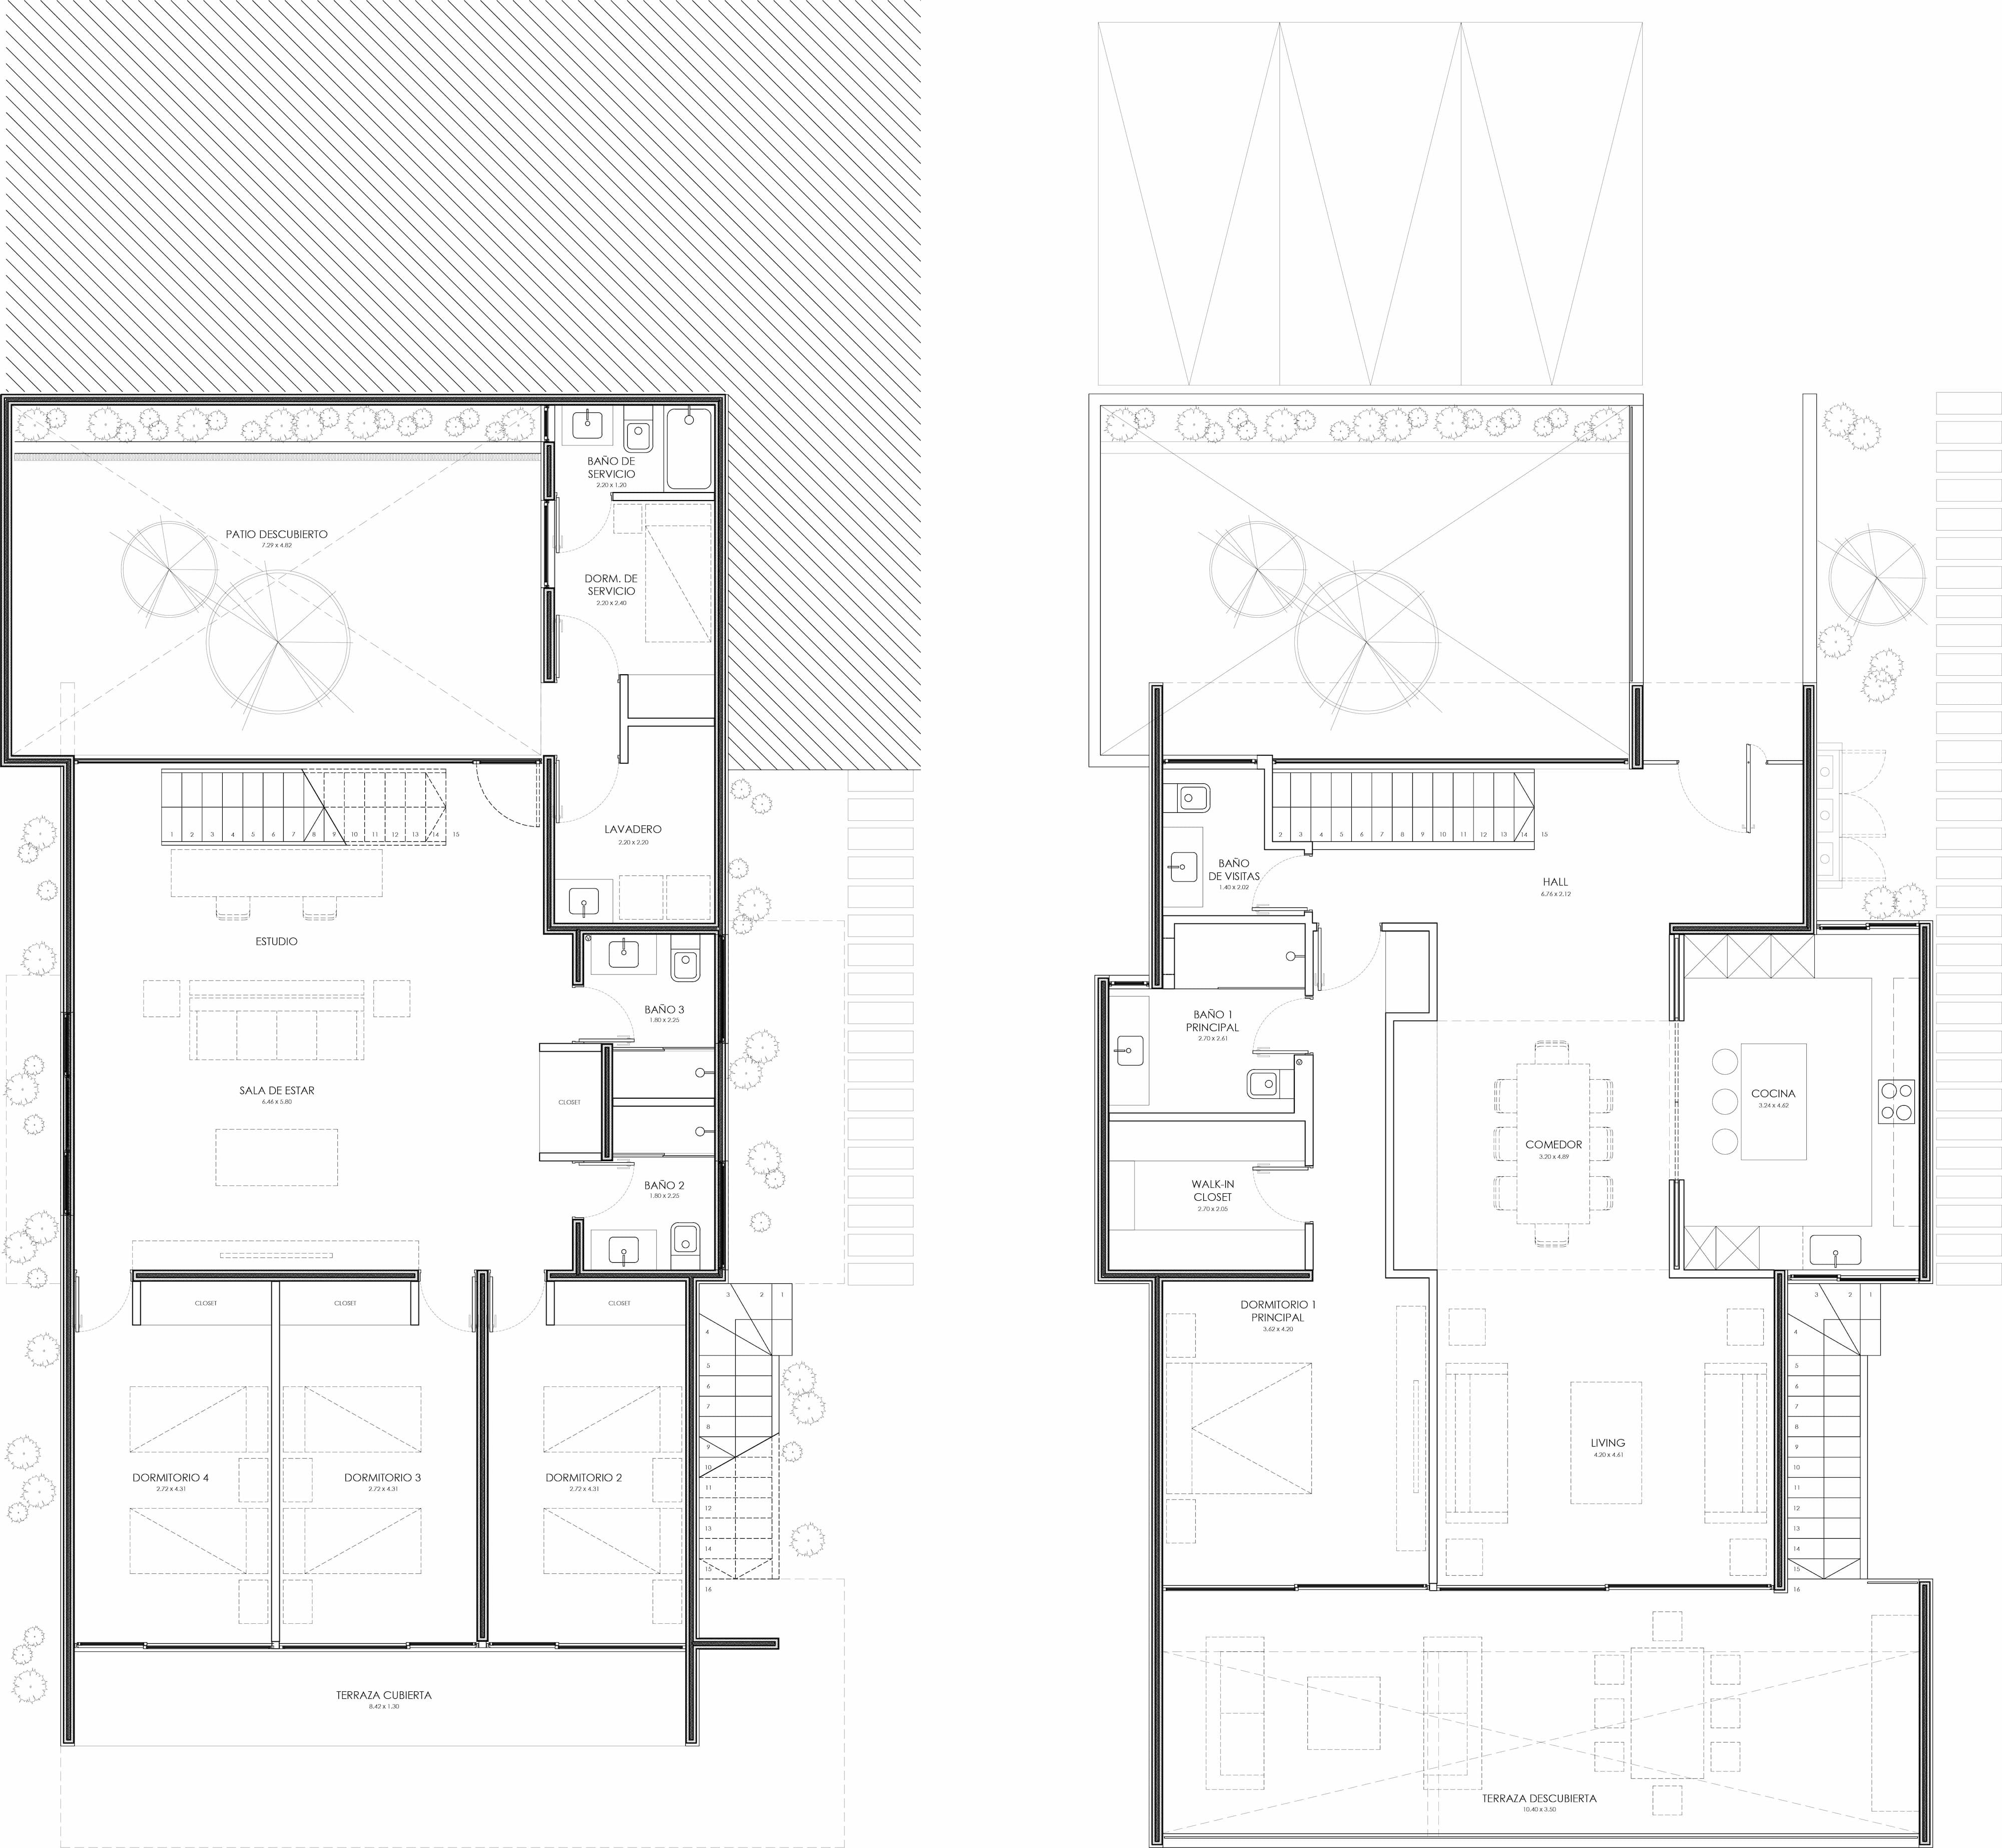 BAÑO DE
SERVICIO
2.20 x 1.20
PATIO DESCUBIERTO
7.29 x 4.82
DORM. DE
SERVICIO
2.20 x 2.40
1 2 3 4 5 6 7 8 9 10 11 12 13 14 15
LAVADERO
2.20 x 2.20
ESTUDIO
BAÑO 3
1.80 x 2.25
SALA DE ESTAR
6.46 x 5.80
CLOSET
BAÑO 2
1.80 x 2.25
CLOSET
CLOSET
CLOSET
3 2 1
4
5
6
7
8
9
10
11
12
13
14
15
16
DORMITORIO 4
2.72 x 4.31
DORMITORIO 3
2.72 x 4.31
DORMITORIO 2
2.72 x 4.31
TERRAZA CUBIERTA
8.42 x 1.30
2 3 4 5 6 7 8 9 10 11 12 13 14 15
BAÑO
DE VISITAS
1.40 x 2.02
HALL
6.76 x 2.12
BAÑO 1
PRINCIPAL
2.70 x 2.61
COCINA
3.24 x 4.62
COMEDOR
3.20 x 4.89
WALK-IN
CLOSET
2.70 x 2.05
DORMITORIO 1
PRINCIPAL
3.62 x 4.20
3 2 1
4
5
6
7
8
9
10
11
12
13
14
15
16
LIVING
4.20 x 4.61
TERRAZA DESCUBIERTA
10.40 x 3.50